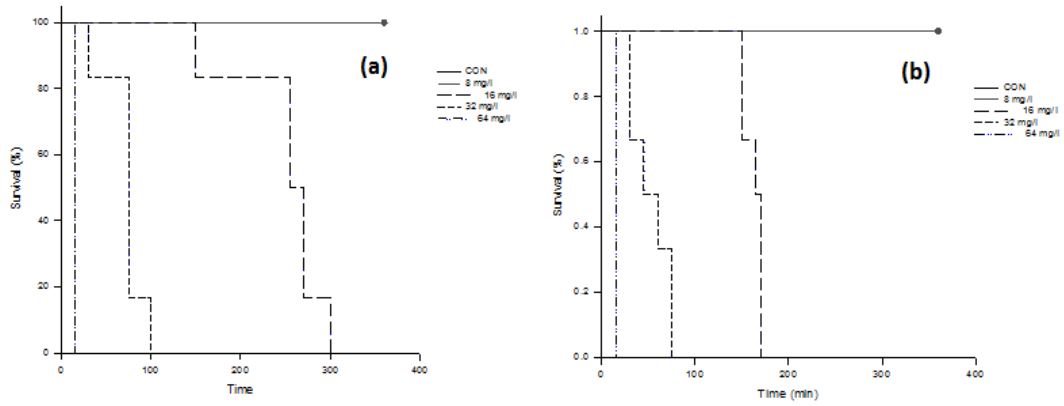 100
80
60
40
20
0
Survival (%)
0 100 200 300 400
Time
(a)
CON
8 mg/l
16 mg/l
32 mg/l
64 mg/l
1.0
0.8
0.6
0.4
0.2
0.0
Survival (%)
0 100 200 300 400
Time (min)
(b)
CON
8 mg/l
16 mg/l
32 mg/l
64 mg/l